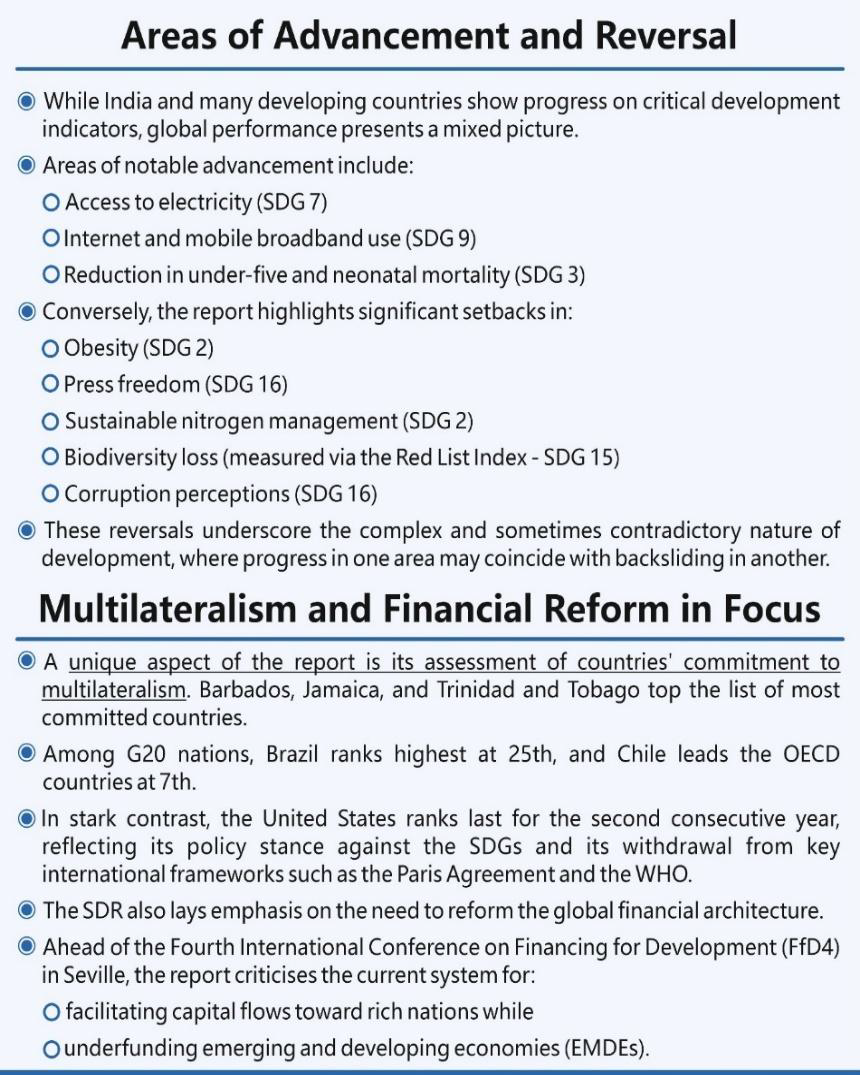 Areas of Advancement and Reversal
While India and many developing countries show progress on critical development
indicators, global performance presents a mixed picture.
Areas of notable advancement include:
Access to electricity (SDG 7)
Internet and mobile broadband use (SDG 9)
Reduction in under-five and neonatal mortality (SDG 3)
Conversely, the report highlights significant setbacks in:
Obesity (SDG 2)
Press freedom (SDG 16)
Sustainable nitrogen management (SDG 2)
Biodiversity loss (measured via the Red List Index - SDG 15)
Corruption perceptions (SDG 16)
These reversals underscore the complex and sometimes contradictory nature of
development, where progress in one area may coincide with backsliding in another.
Multilateralism and Financial Reform in Focus
A unique aspect of the report is its assessment of countries' commitment to
multilateralism. Barbados, Jamaica, and Trinidad and Tobago top the list of most
committed countries.
Among G20 nations, Brazil ranks highest at 25th, and Chile leads the OECD
countries at 7th.
In stark contrast, the United States ranks last for the second consecutive year,
reflecting its policy stance against the SDGs and its withdrawal from key
international frameworks such as the Paris Agreement and the WHO.
The SDR also lays emphasis on the need to reform the global financial architecture.
Ahead of the Fourth International Conference on Financing for Development (FfD4)
in Seville, the report criticises the current system for:
facilitating capital flows toward rich nations while
underfunding emerging and developing economies (EMDEs).